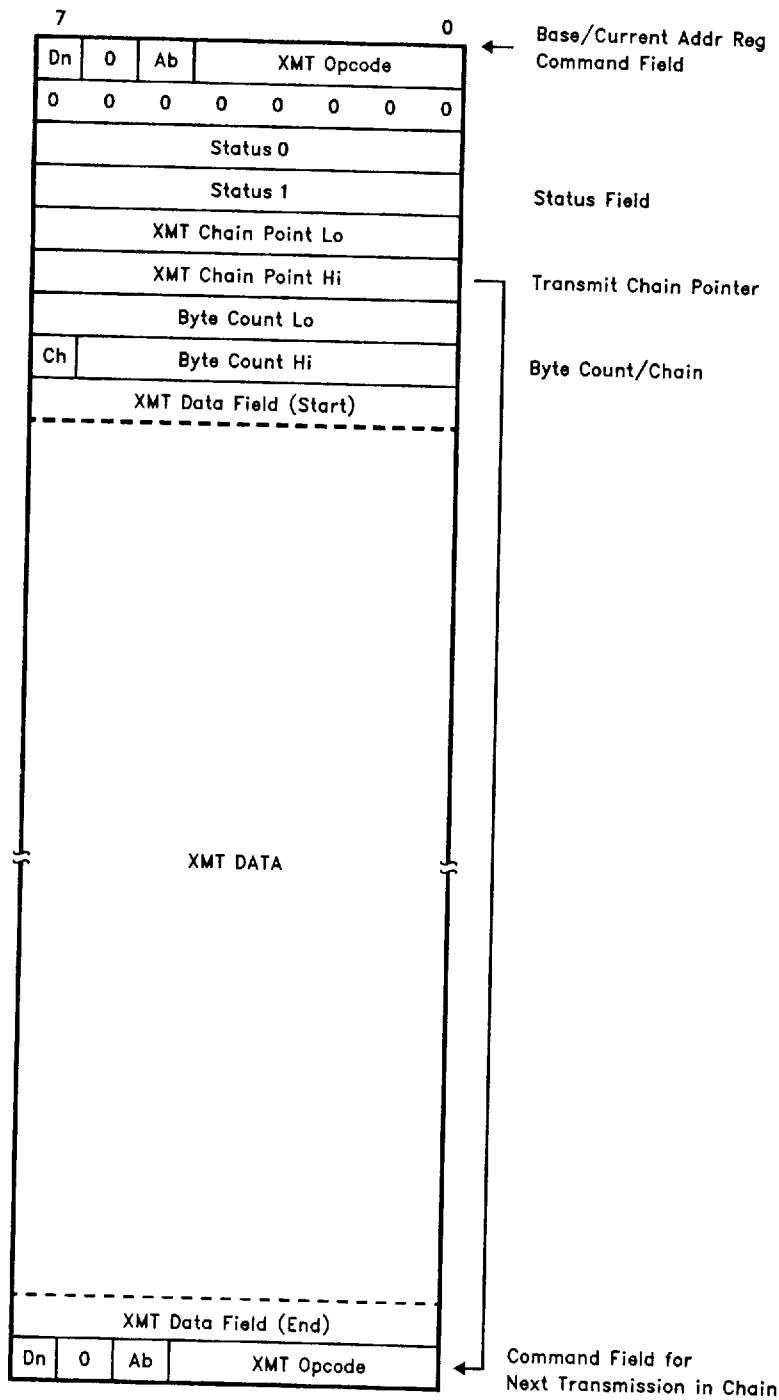 7 0
Base/Current Addr Reg
Dn 0 Ab XMT Opcode
Command Field
0 0 0 0 0 0 0 0
Status 0
Status 1
Status Field
XMT Chain Point Lo
XMT Chain Point Hi
Transmit Chain Pointer
Byte Count Lo
Ch Byte Count Hi
Byte Count/Chain
XMT Data Field (Start)
XMT DATA
XMT Data Field (End)
Dn 0 Ab XMT Opcode
Command Field for
Next Transmission in Chain